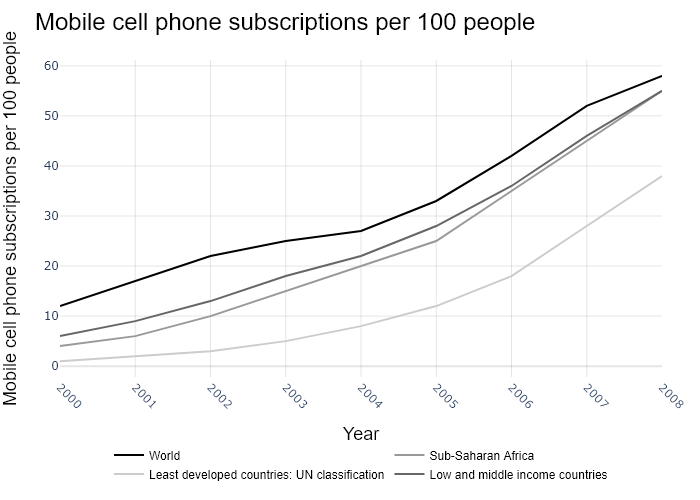 Mobile cell phone subscriptions per 100 people
Mobile cell phone subscriptions per 100 people
60
50
40
30
20
10
0
2000
2001
2002
2003
2004
2005
2006
2007
2008
Year
World
Sub-Saharan Africa
Least developed countries: UN classification
Low and middle income countries